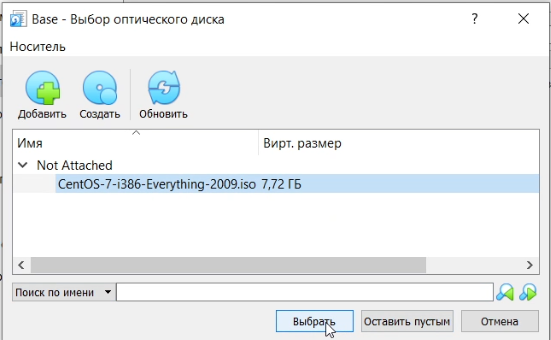 Base - Выбор оптического диска
Носитель
Добавить Создать Обновить
Имя Вирт. размер
Not Attached
CentOS-7-i386-Everything-2009.iso 7,72 ГБ
Поиск по имени
Выбрать Оставить пустым Отмена